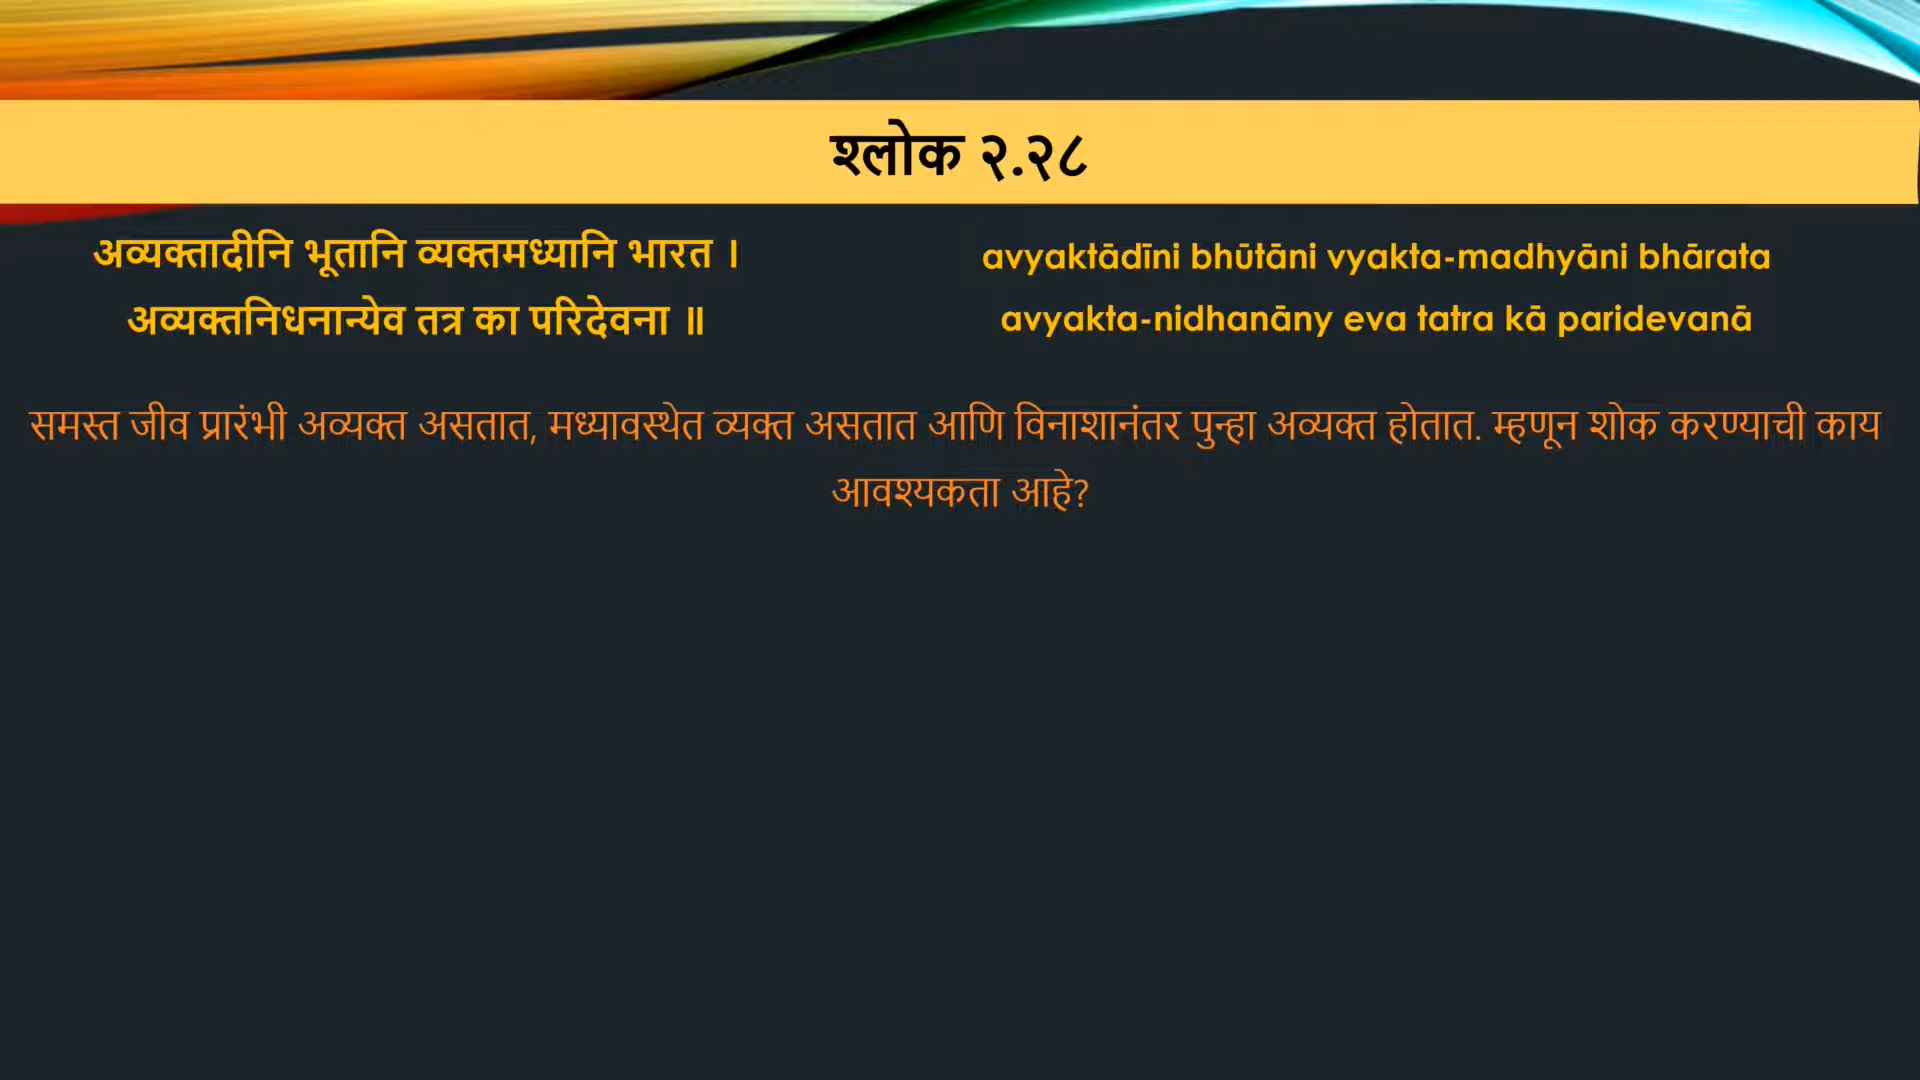 श्लोक २.२८
अव्यक्तादीनि भूतानि व्यक्तमध्यानि भारत ।
अव्यक्तनिधनान्येव तत्र का परिदेवना ॥
avyaktādīni bhūtāni vyakta-madhyāni bhārata
avyakta-nidhanāny eva tatra kā paridevanā
समस्त जीव प्रारंभी अव्यक्त असतात, मध्यावस्थेत व्यक्त असतात आणि विनाशानंतर पुन्हा अव्यक्त होतात. म्हणून शोक करण्याची काय
आवश्यकता आहे?